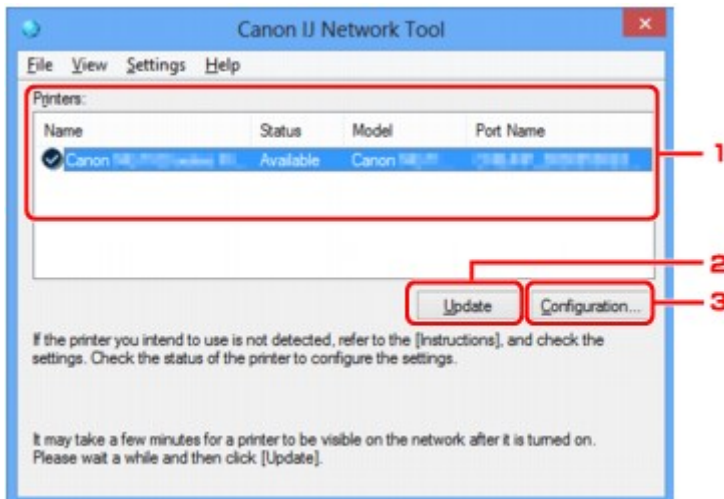 Canon IJ Network Tool
File View Settings Help
Printers:
Name Status Model Port Name
Canon Available Canon
1
2
Update Configuration...
3
If the printer you intend to use is not detected, refer to the [Instructions], and check the
settings. Check the status of the printer to configure the settings.
It may take a few minutes for a printer to be visible on the network after it is turned on.
Please wait a while and then click [Update].